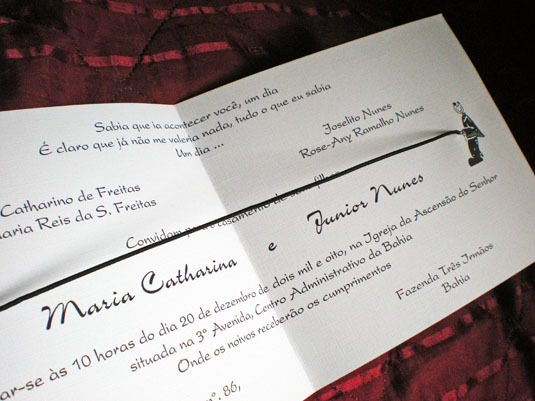 Sabia que ia acontecer você, um dia
É claro que já não me valeria nada, tudo o que eu sabia
Um dia ...
Catharino de Freitas
Maria Reis da S. Freitas
Joselito Nunes
Rose-Any Ramalho Nunes
Convidam casamento de
Maria Catharina e Junior Nunes
ar-se às 10 horas do dia 20 de dezembro de dois mil e oito, na Igreja da Ascensão do Senhor
situada na 3ª Avenida, Centro Administrativo da Bahia
Onde os noivos receberão os cumprimentos
Fazenda Três Irmãos
Bahia
nº. 86,